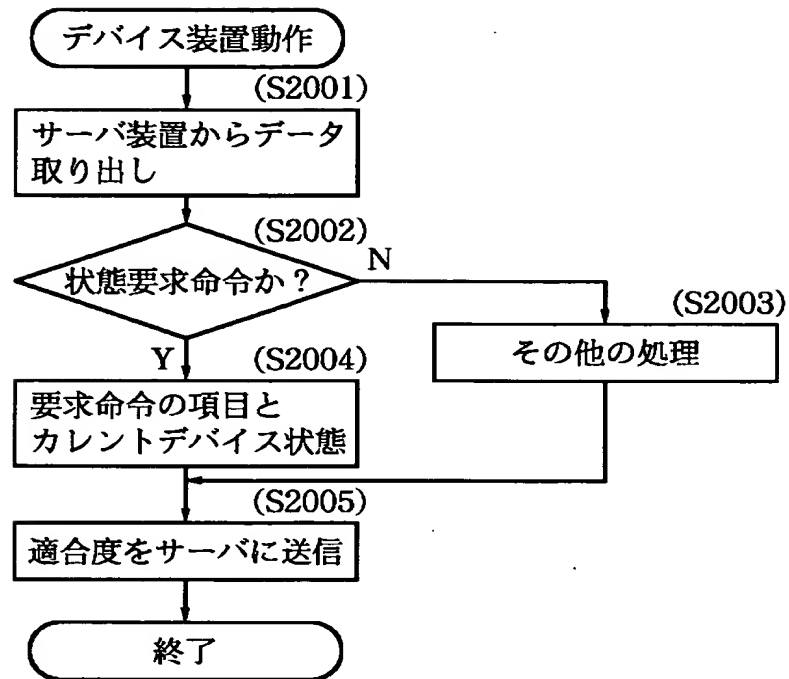 デバイス装置動作
(S2001)
サーバ装置からデータ
取り出し
(S2002)
状態要求命令か？
N
(S2003)
その他の処理
Y
(S2004)
要求命令の項目と
カレントデバイス状態
(S2005)
適合度をサーバに送信
終了